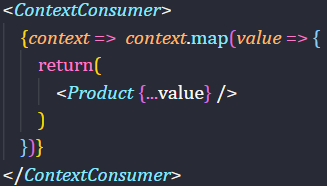 <ContextConsumer>
{context => context.map(value => {
return(
<Product {...value} />
)
})}
</ContextConsumer>